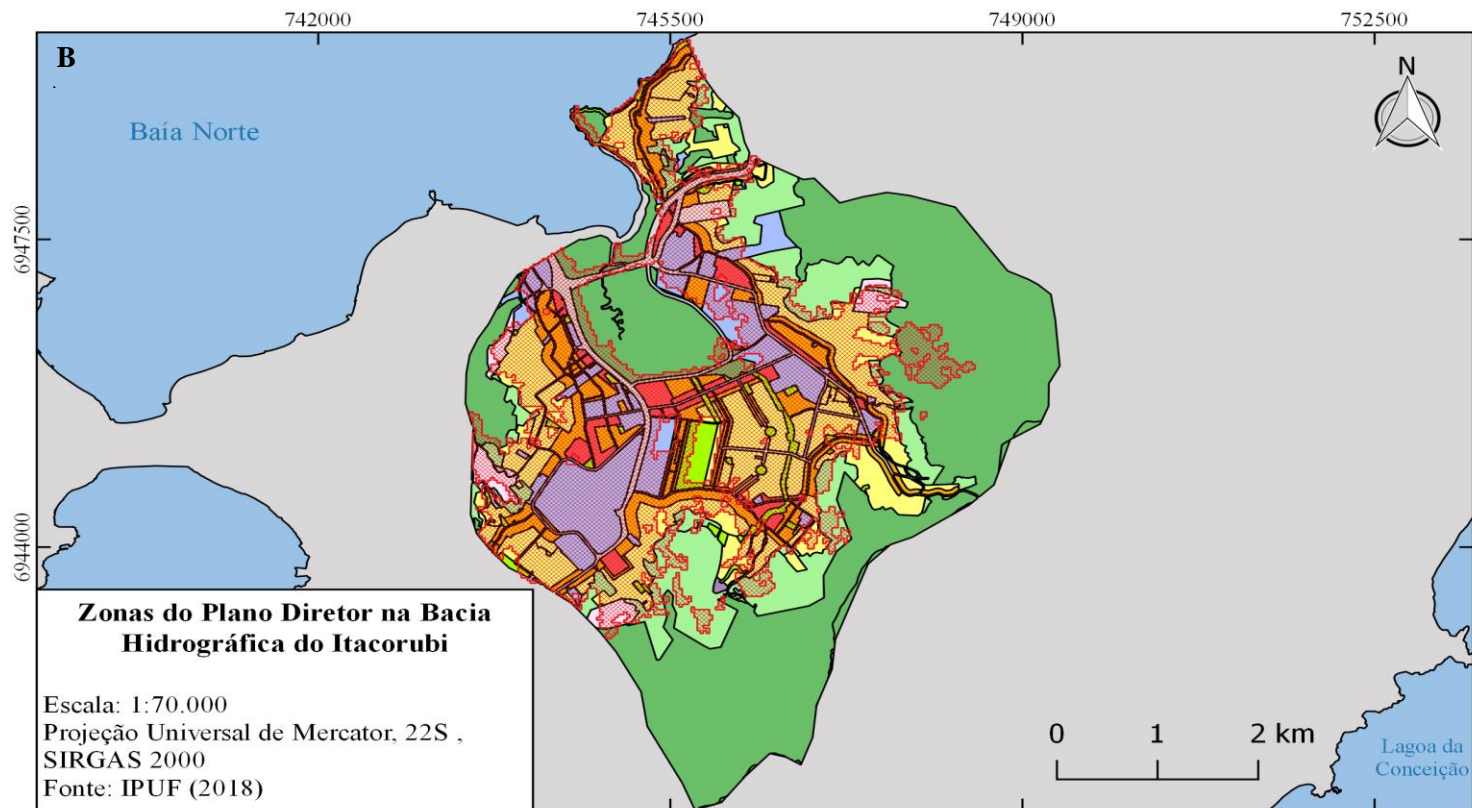 742000
745500
749000
752500
B
.
N
Baía Norte
6947500
6944000
Zonas do Plano Diretor na Bacia
Hidrográfica do Itacorubi
Escala: 1:70.000
Projeção Universal de Mercator, 22S ,
SIRGAS 2000
Fonte: IPUF (2018)
0 1 2 km
Lagoa da
Conceição